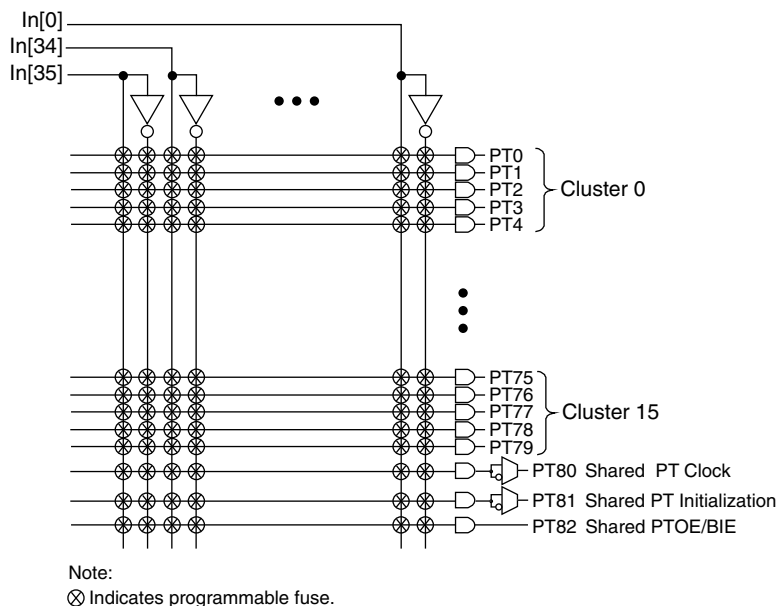 In[0]
In[34]
In[35]
PT0
PT1
PT2
PT3
PT4
Cluster 0
PT75
PT76
PT77
PT78
PT79
Cluster 15
PT80 Shared PT Clock
PT81 Shared PT Initialization
PT82 Shared PTOE/BIE
Note:
Indicates programmable fuse.